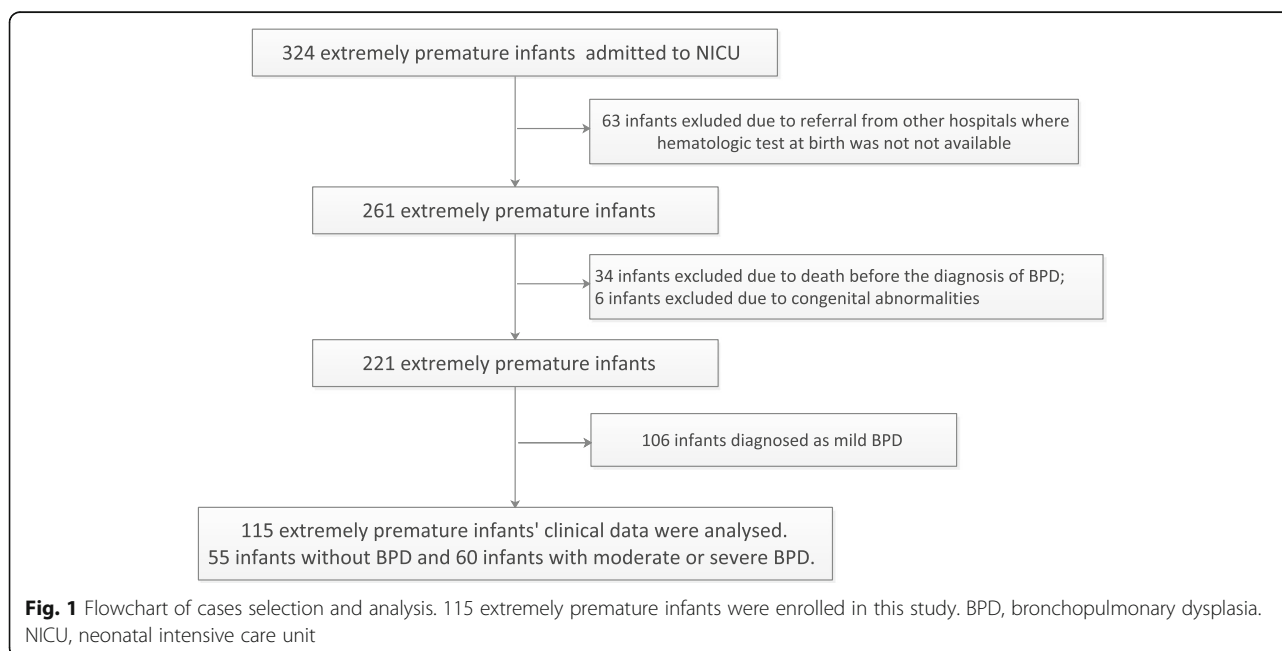 324 extremely premature infants admitted to NICU
63 infants exluded due to referral from other hospitals where
hematologic test at birth was not not available
261 extremely premature infants
34 infants excluded due to death before the diagnosis of BPD;
6 infants excluded due to congenital abnormalities
221 extremely premature infants
106 infants diagnosed as mild BPD
115 extremely premature infants' clinical data were analysed.
55 infants without BPD and 60 infants with moderate or severe BPD.
Fig. 1 Flowchart of cases selection and analysis. 115 extremely premature infants were enrolled in this study. BPD, bronchopulmonary dysplasia.
NICU, neonatal intensive care unit